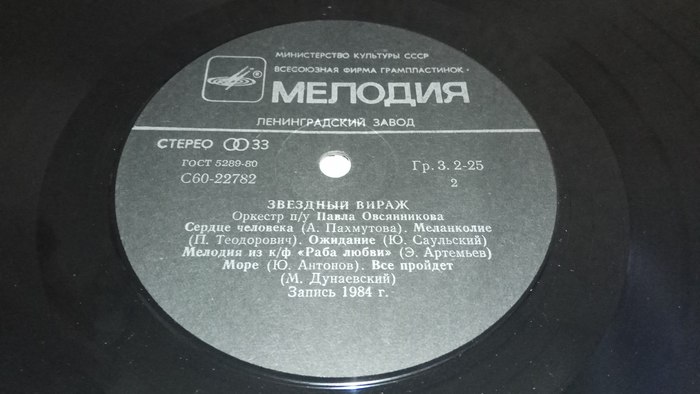 МИНИСТЕРСТВО КУЛЬТУРЫ СССР
ВСЕСОЮЗНАЯ ФИРМА ГРАМПЛАСТИНОК
®
МЕЛОДИЯ
ЛЕНИНГРАДСКИЙ ЗАВОД
СТЕРЕО 33
ГОСТ 5289-80
С60-22782
Гр. 3. 2-25
2
ЗВЕЗДНЫЙ ВИРАЖ
Оркестр п/у Павла Овсянникова
Сердце человека (А. Пахмутова). Меланколие
(П. Теодорович). Ожидание (Ю. Саульский)
Мелодия из к/ф «Раба любви» (Э. Артемьев)
Море (Ю. Антонов). Все пройдет
(М. Дунаевский)
Запись 1984 г.